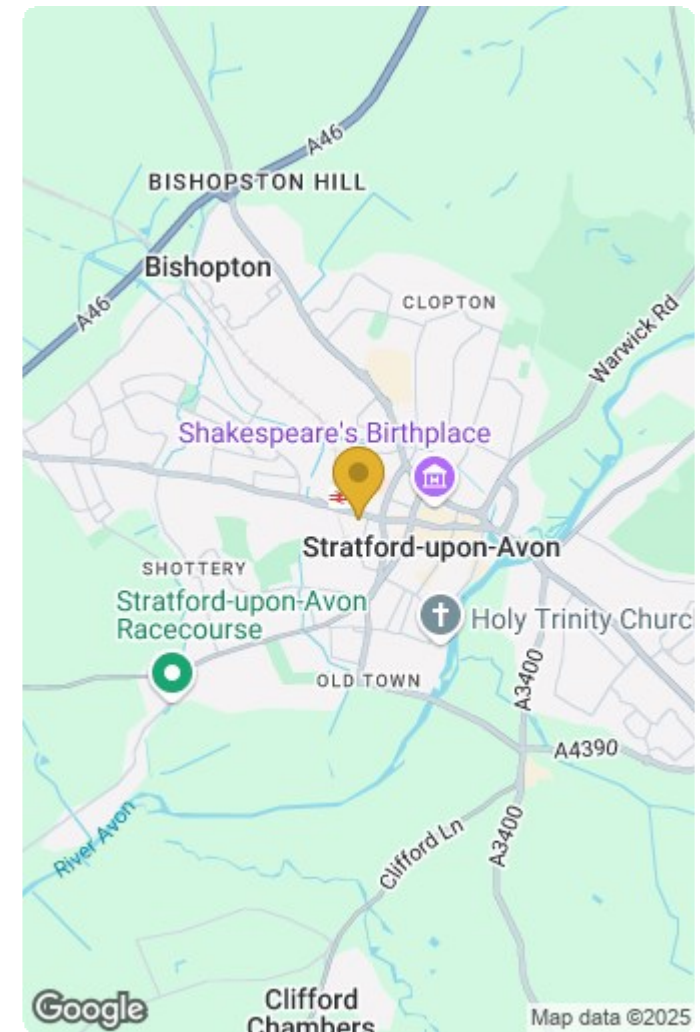 A46
BISHOPSTON HILL
Bishopton
A46
CLOPTON
Warwick Rd
Shakespeare's Birthplace
Stratford-upon-Avon
SHOTTERY
Stratford-upon-Avon
Racecourse
Holy Trinity Churc
OLD TOWN
A3400
A4390
River Avon
Clifford Ln
A3400
Clifford
Chambers
Google
Map data ©2025